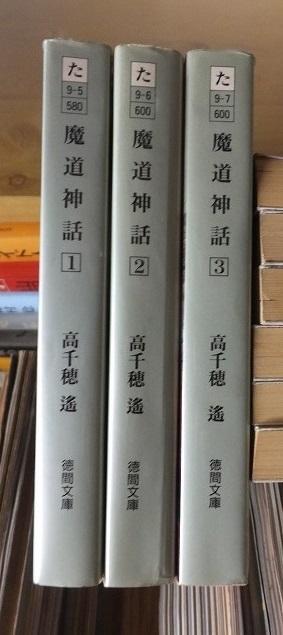 た
9-5
580
魔道神話 1
高千穂 遙
徳間文庫
た
9-6
600
魔道神話 2
高千穂 遙
徳間文庫
た
9-7
600
魔道神話 3
高千穂 遙
徳間文庫